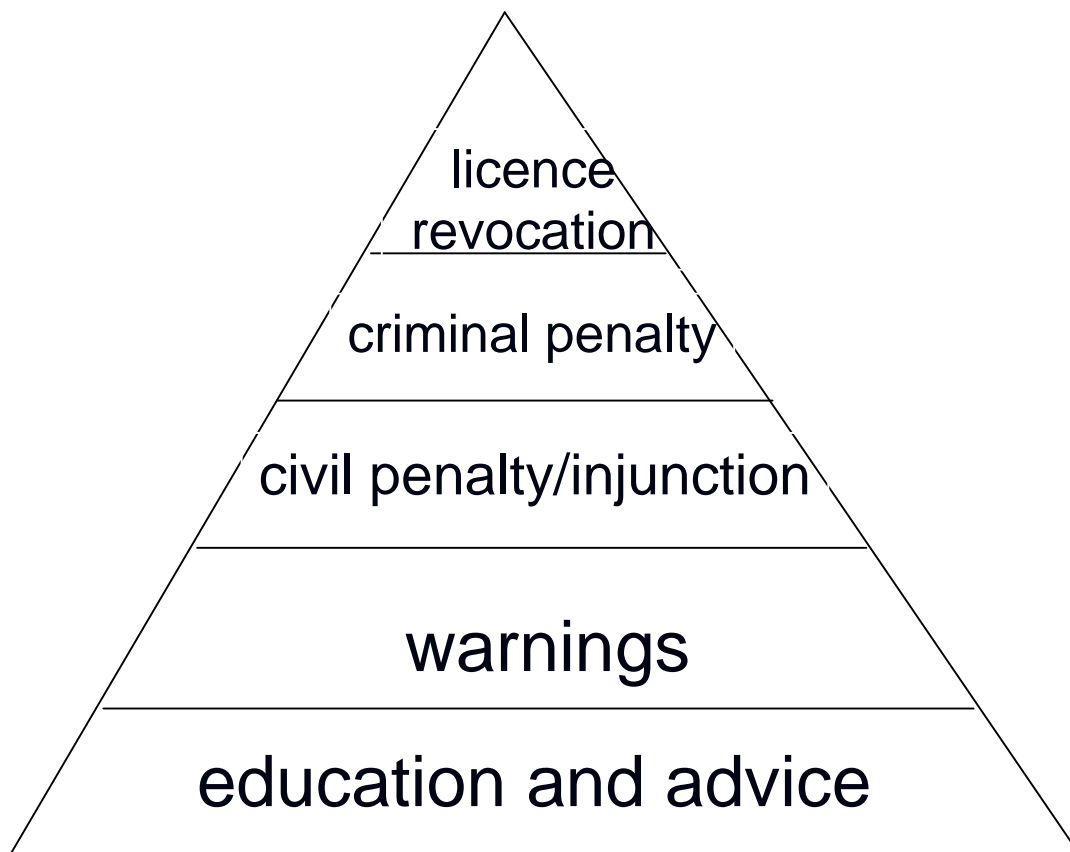 licence
revocation
criminal penalty
civil penalty/injunction
warnings
education and advice